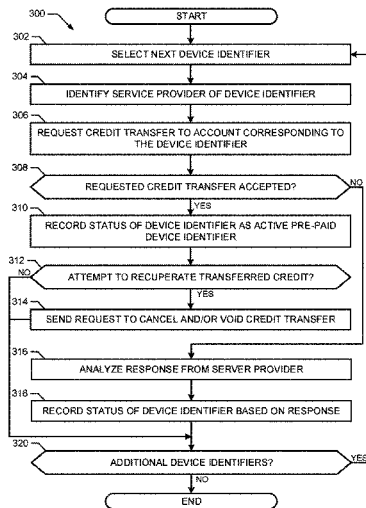 300
START
302
SELECT NEXT DEVICE IDENTIFIER
304
IDENTIFY SERVICE PROVIDER OF DEVICE IDENTIFIER
306
REQUEST CREDIT TRANSFER TO ACCOUNT CORRESPONDING TO
THE DEVICE IDENTIFIER
308
REQUESTED CREDIT TRANSFER ACCEPTED?
NO
YES
310
RECORD STATUS OF DEVICE IDENTIFIER AS ACTIVE PRE-PAID
DEVICE IDENTIFIER
312
NO
ATTEMPT TO RECUPERATE TRANSFERRED CREDIT?
YES
314
SEND REQUEST TO CANCEL AND/OR VOID CREDIT TRANSFER
316
ANALYZE RESPONSE FROM SERVER PROVIDER
318
RECORD STATUS OF DEVICE IDENTIFIER BASED ON RESPONSE
320
ADDITIONAL DEVICE IDENTIFIERS?
YES
NO
END